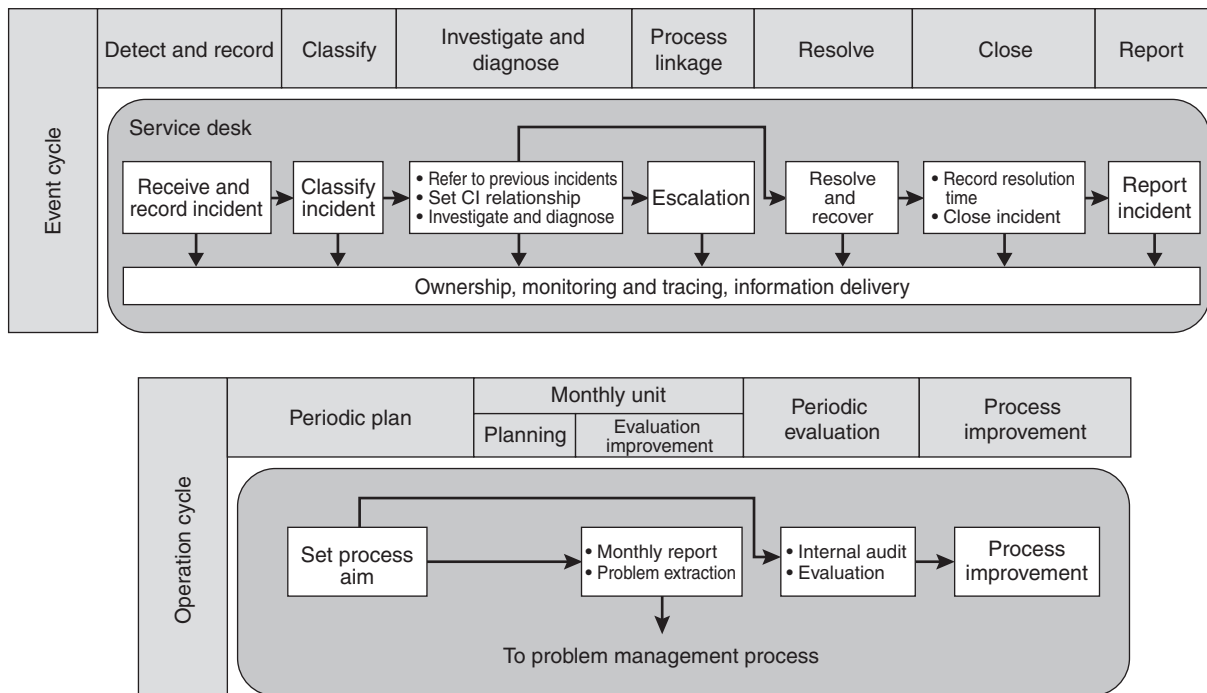 Event cycle
Detect and record
Classify
Investigate and
diagnose
Process
linkage
Resolve
Close
Report
Service desk
Receive and
record incident
Classify
incident
• Refer to previous incidents
• Set CI relationship
• Investigate and diagnose
Escalation
Resolve
and
recover
• Record resolution
time
• Close incident
Report
incident
Ownership, monitoring and tracing, information delivery
Operation cycle
Periodic plan
Monthly unit
Planning
Evaluation
improvement
Periodic
evaluation
Process
improvement
Set process
aim
• Monthly report
• Problem extraction
• Internal audit
• Evaluation
Process
improvement
To problem management process